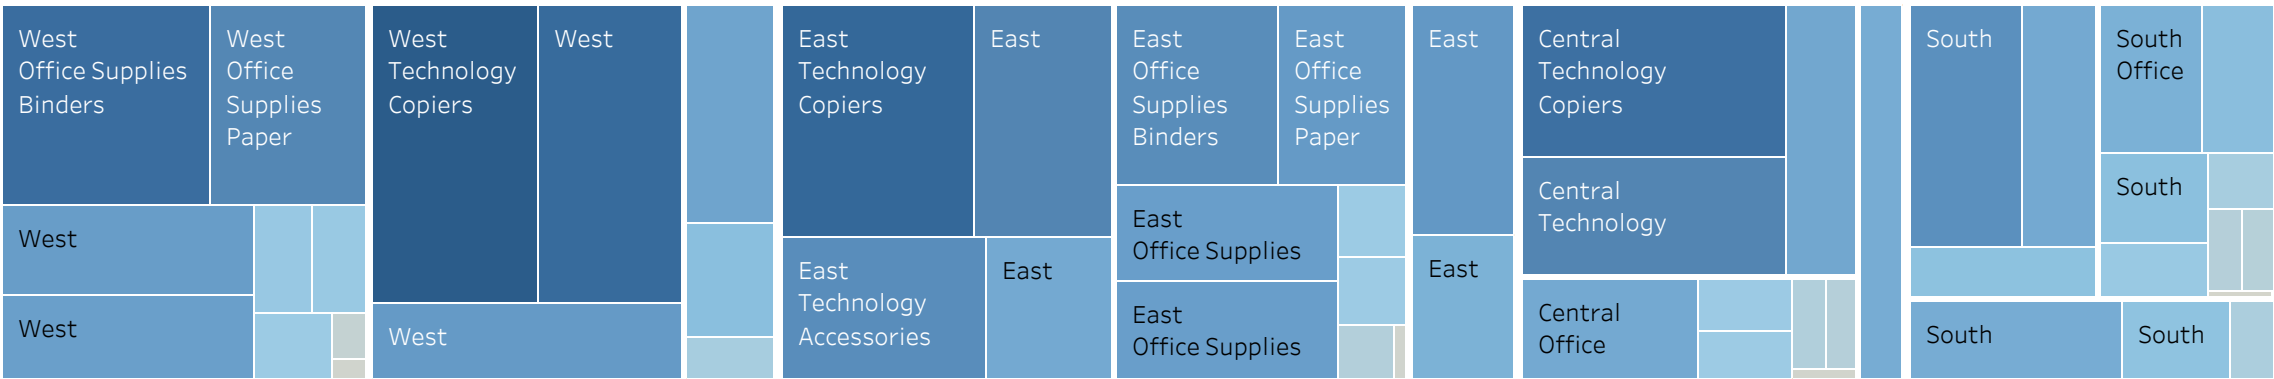 West
Office Supplies
Binders
West
Office
Supplies
Paper
West
West
West
Technology
Copiers
West
West
East
Technology
Copiers
East
East
Technology
Accessories
East
East
Office
Supplies
Binders
East
Office
Supplies
Paper
East
Office Supplies
East
Office Supplies
East
East
Central
Technology
Copiers
Central
Technology
Central
Office
South
South
Office
South
South
South